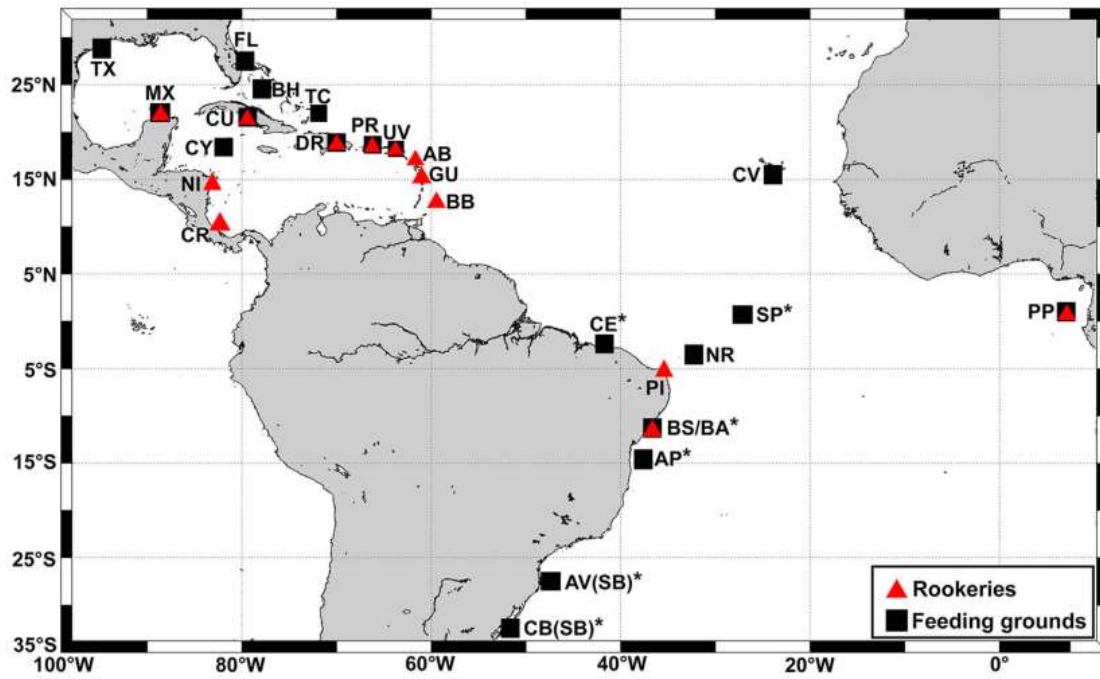 FL
TX
BH
TC
MX
CU
PR
UV
DR
CY
AB
GU
NI
BB
CR
CV
SP*
CE*
NR
PP
PI
BS/BA*
AP*
AV(SB)*
CB(SB)*
25°N
15°N
5°N
5°S
15°S
25°S
35°S
100°W
80°W
60°W
40°W
20°W
0°
Rookeries
Feeding grounds